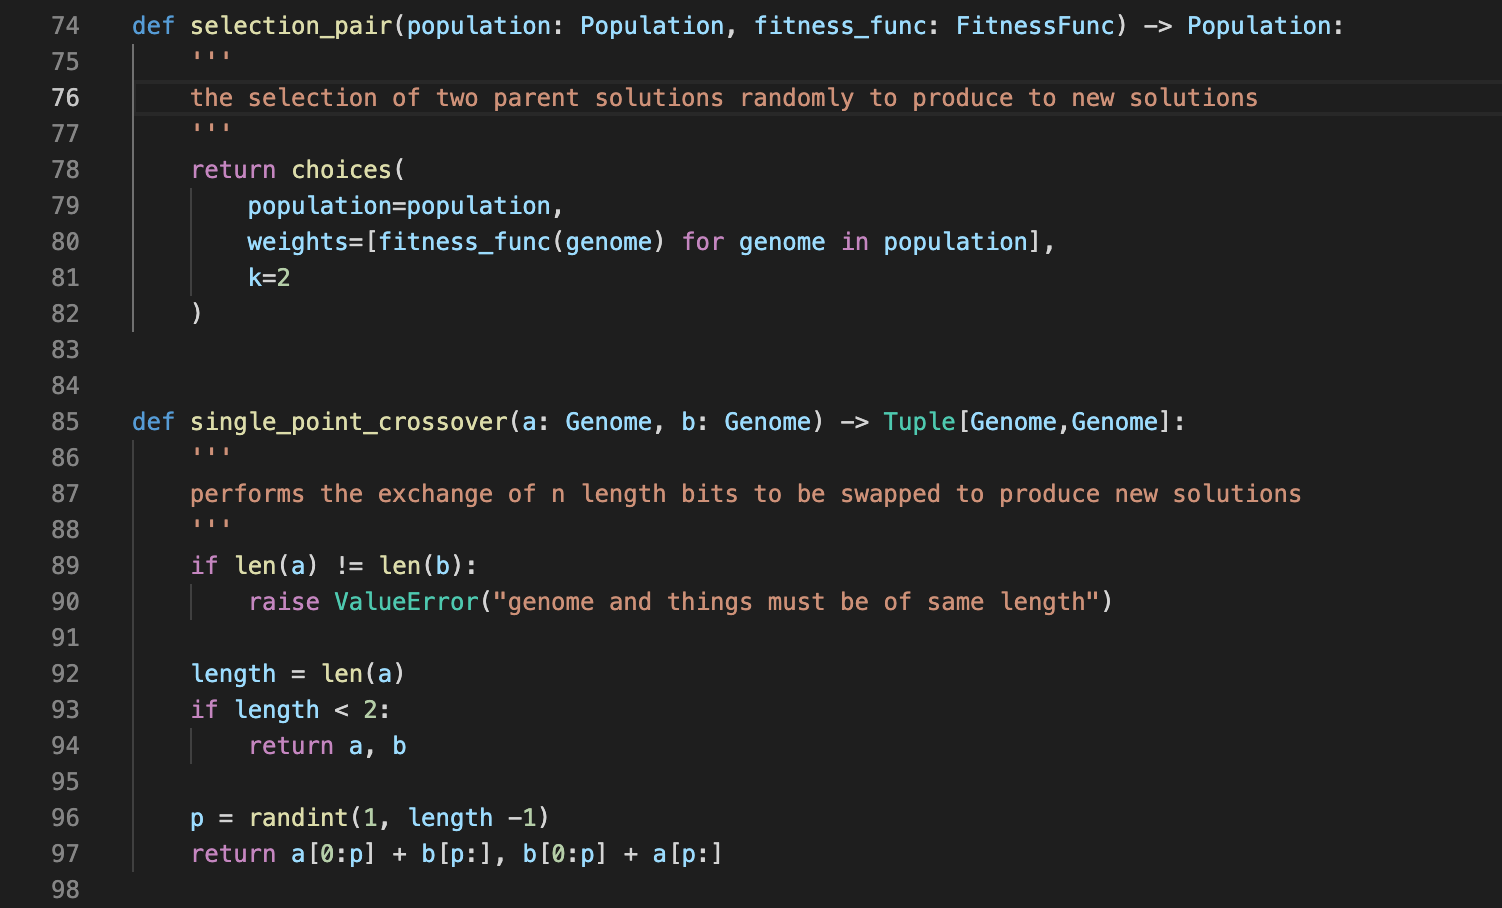 74 def selection_pair(population: Population, fitness_func: FitnessFunc) -> Population:
75 '''
76 the selection of two parent solutions randomly to produce to new solutions
77 '''
78 return choices(
79 population=population,
80 weights=[fitness_func(genome) for genome in population],
81 k=2
82 )
83
84
85 def single_point_crossover(a: Genome, b: Genome) -> Tuple[Genome,Genome]:
86 '''
87 performs the exchange of n length bits to be swapped to produce new solutions
88 '''
89 if len(a) != len(b):
90 raise ValueError("genome and things must be of same length")
91
92 length = len(a)
93 if length < 2:
94 return a, b
95
96 p = randint(1, length -1)
97 return a[0:p] + b[p:], b[0:p] + a[p:]
98